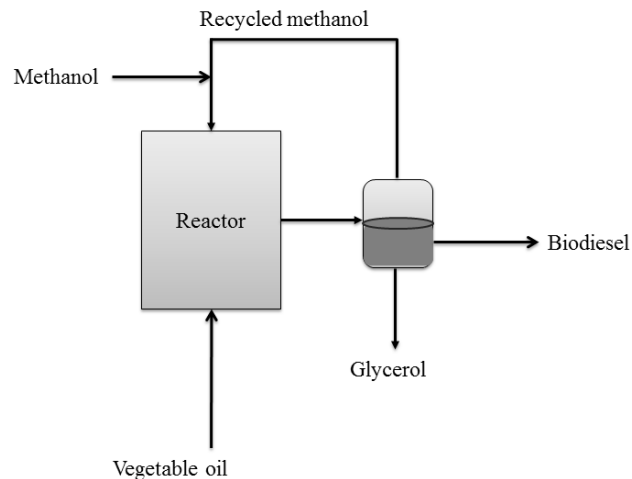 Recycled methanol
Methanol
Reactor
Biodiesel
Glycerol
Vegetable oil